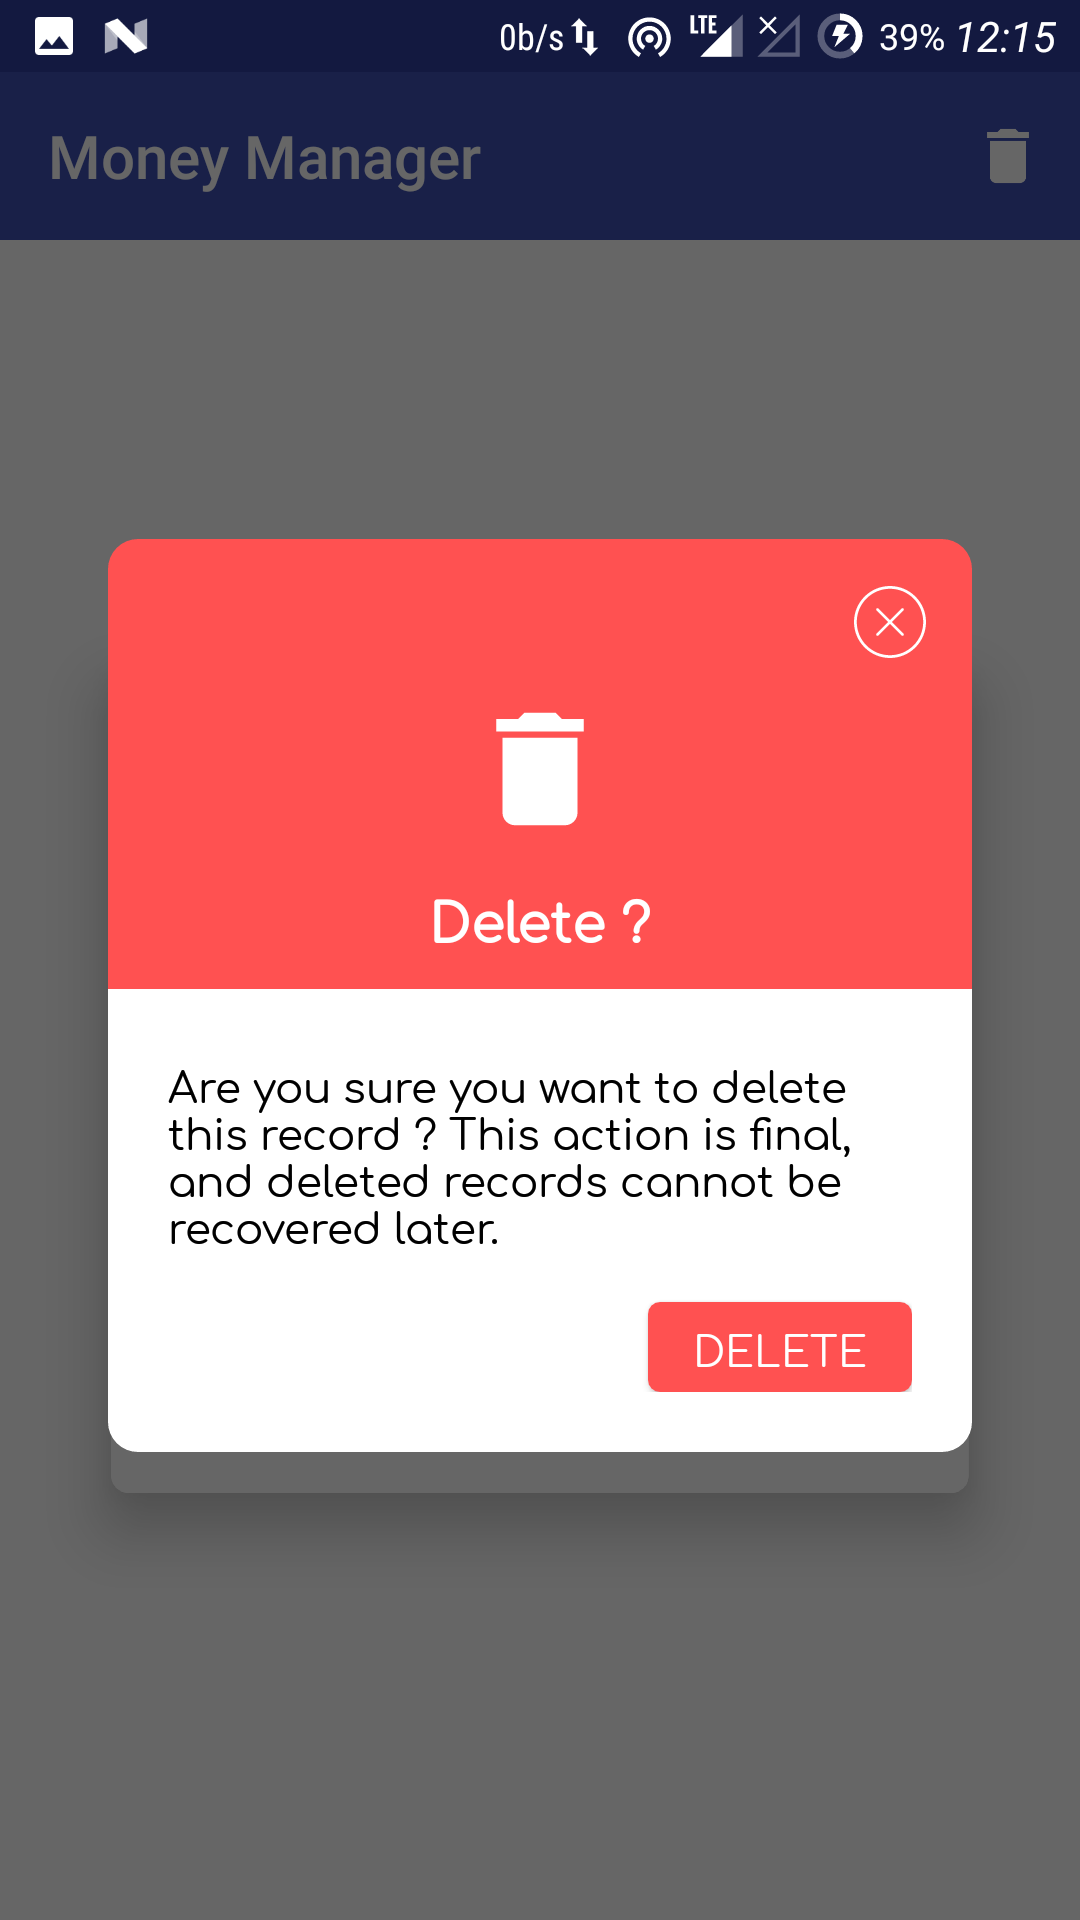 0b/s LTE 39% 12:15
Money Manager
Delete ?
Are you sure you want to delete
this record ? This action is final,
and deleted records cannot be
recovered later.
DELETE